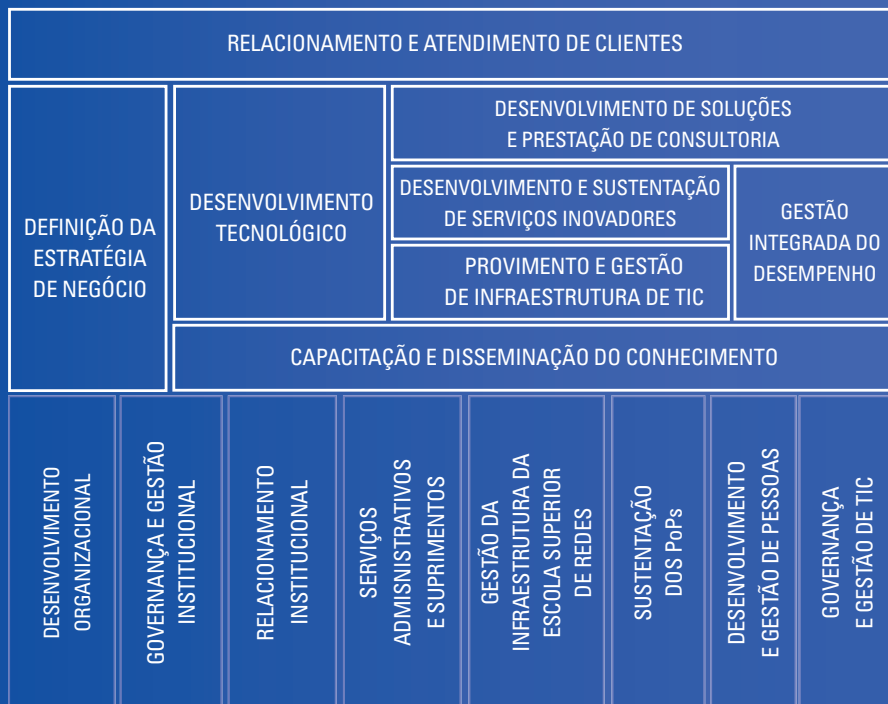 RELACIONAMENTO E ATENDIMENTO DE CLIENTES
DEFINIÇÃO DA
ESTRATÉGIA
DE NEGÓCIO
DESENVOLVIMENTO
TECNOLÓGICO
DESENVOLVIMENTO DE SOLUÇÕES
E PRESTAÇÃO DE CONSULTORIA
DESENVOLVIMENTO E SUSTENTAÇÃO
DE SERVIÇOS INOVADORES
PROVIMENTO E GESTÃO
DE INFRAESTRUTURA DE TIC
GESTÃO
INTEGRADA DO
DESEMPENHO
CAPACITAÇÃO E DISSEMINAÇÃO DO CONHECIMENTO
DESENVOLVIMENTO
ORGANIZACIONAL
GOVERNANÇA E GESTÃO
INSTITUCIONAL
RELACIONAMENTO
INSTITUCIONAL
SERVIÇOS
ADMISNISTRATIVOS
E SUPRIMENTOS
GESTÃO DA
INFRAESTRUTURA DA
ESCOLA SUPERIOR
DE REDES
SUSTENTAÇÃO
DOS PoPs
DESENVOLVIMENTO
E GESTÃO DE PESSOAS
GOVERNANÇA
E GESTÃO DE TIC